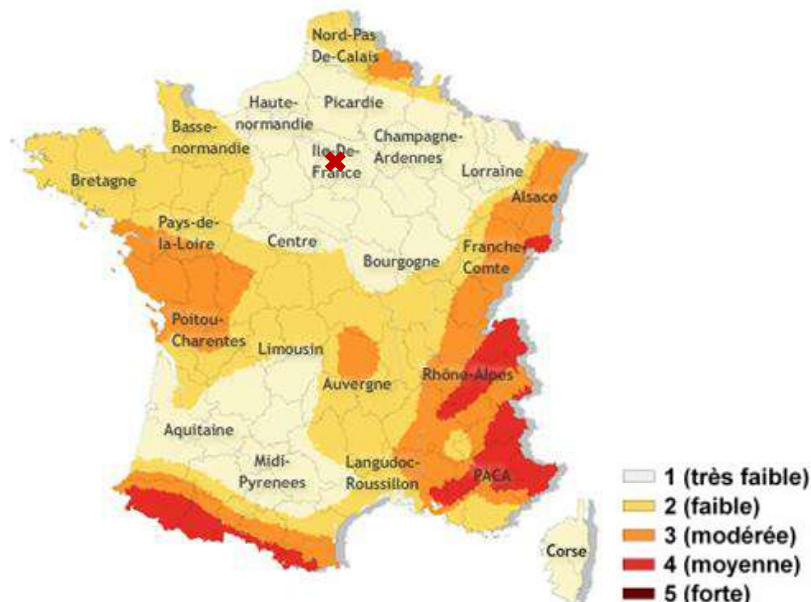 Nord-Pas
De-Calais
Haute-
normandie
Picardie
Basse-
normandie
Champagne-
Ardennes
Ile-De-
France
Lorraine
Bretagne
Alsace
Pays-de-
la-Loire
Centre
Franche-
Comte
Bourgogne
Poitou-
Charentes
Limousin
Auvergne
Rhône-Alpes
Aquitaine
Midi-
Pyrenees
Langudoc-
Roussillon
PACA
Corse
1 (très faible)
2 (faible)
3 (modérée)
4 (moyenne)
5 (forte)